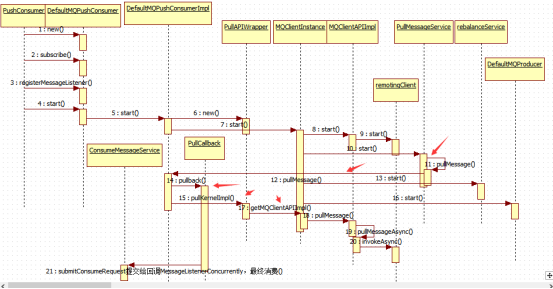 PushConsumer
DefaultMQPushConsumer
DefaultMQPushConsumerImpl
PullAPIWrapper
MQClientInstance
MQClientAPIImpl
PullMessageService
rebalanceService
DefaultMQProducer
remotingClient
PullCallback
ConsumeMessageService
1 : new()
2 : subscribe()
3 : registerMessageListener()
4 : start()
5 : start()
6 : new()
7 : start()
8 : start()
9 : start()
10 : start()
11 : pullMessage()
12 : pullMessage()
13 : start()
14 : pullback()
15 : pullKernelImpl()
16 : start()
17 : getMQClientAPIImpl()
18 : pullMessage()
19 : pullMessageAsync()
20 : invokeAsync()
21 : submitConsumeRequest提交给回调MessageListenerConcurrently，最终消费()